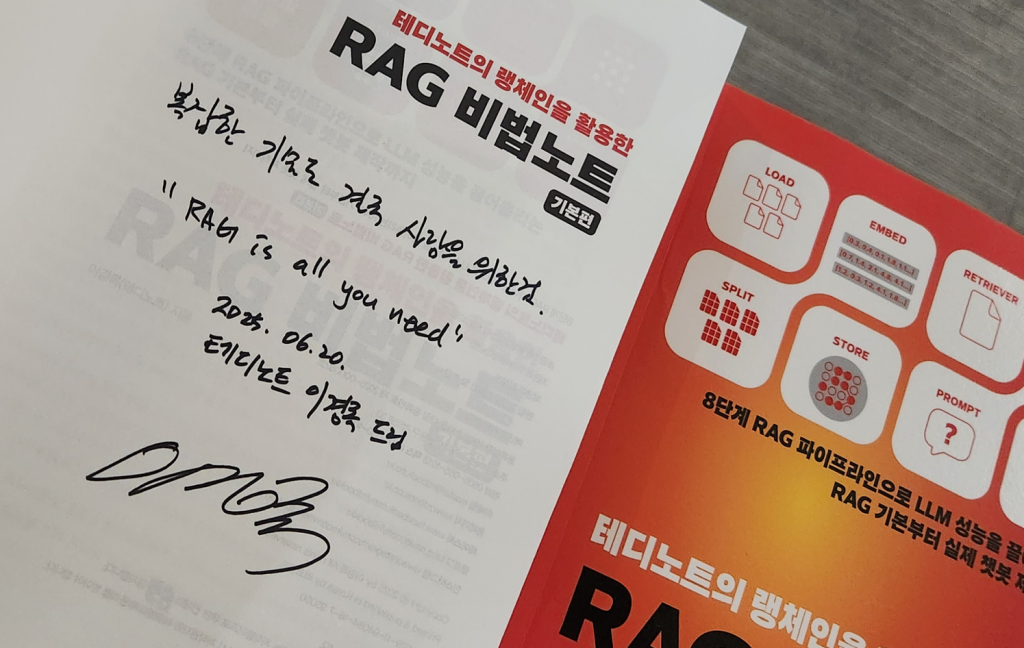 테디노트의 랭체인을 활용한
RAG 비법노트
기본편
복잡한 기모로 결국 사랑을 위한검.
"RAG is all you need"
2025. 06. 20.
테디노트 이경록 드림
LOAD
EMBED
RETRIEVER
SPLIT
STORE
PROMPT
?
8단계 RAG 파이프라인으로 LLM 성능을
RAG 기본부터 실제 챗봇
테디노트의 랭체인을
RAG